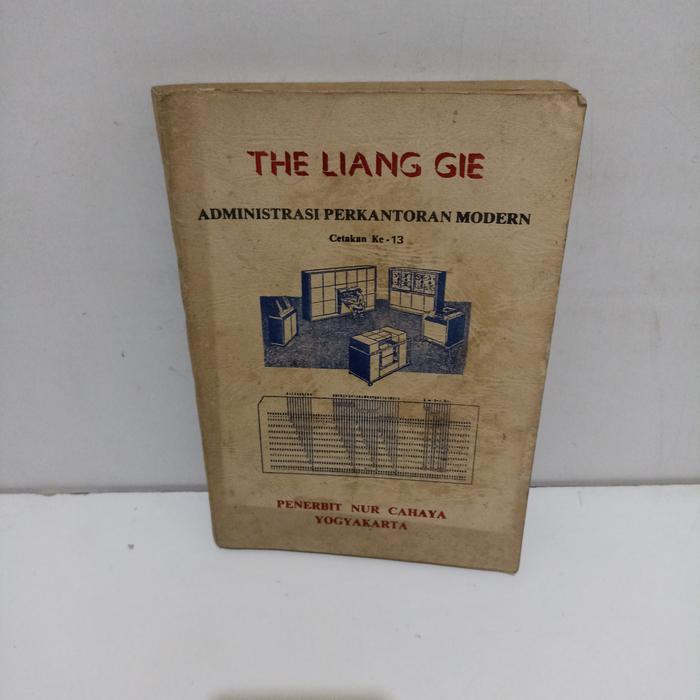 THE LIANG GIE
ADMINISTRASI PERKANTORAN MODERN
Cetakan Ke - 13
PENERBIT NUR CAHAYA
YOGYAKARTA